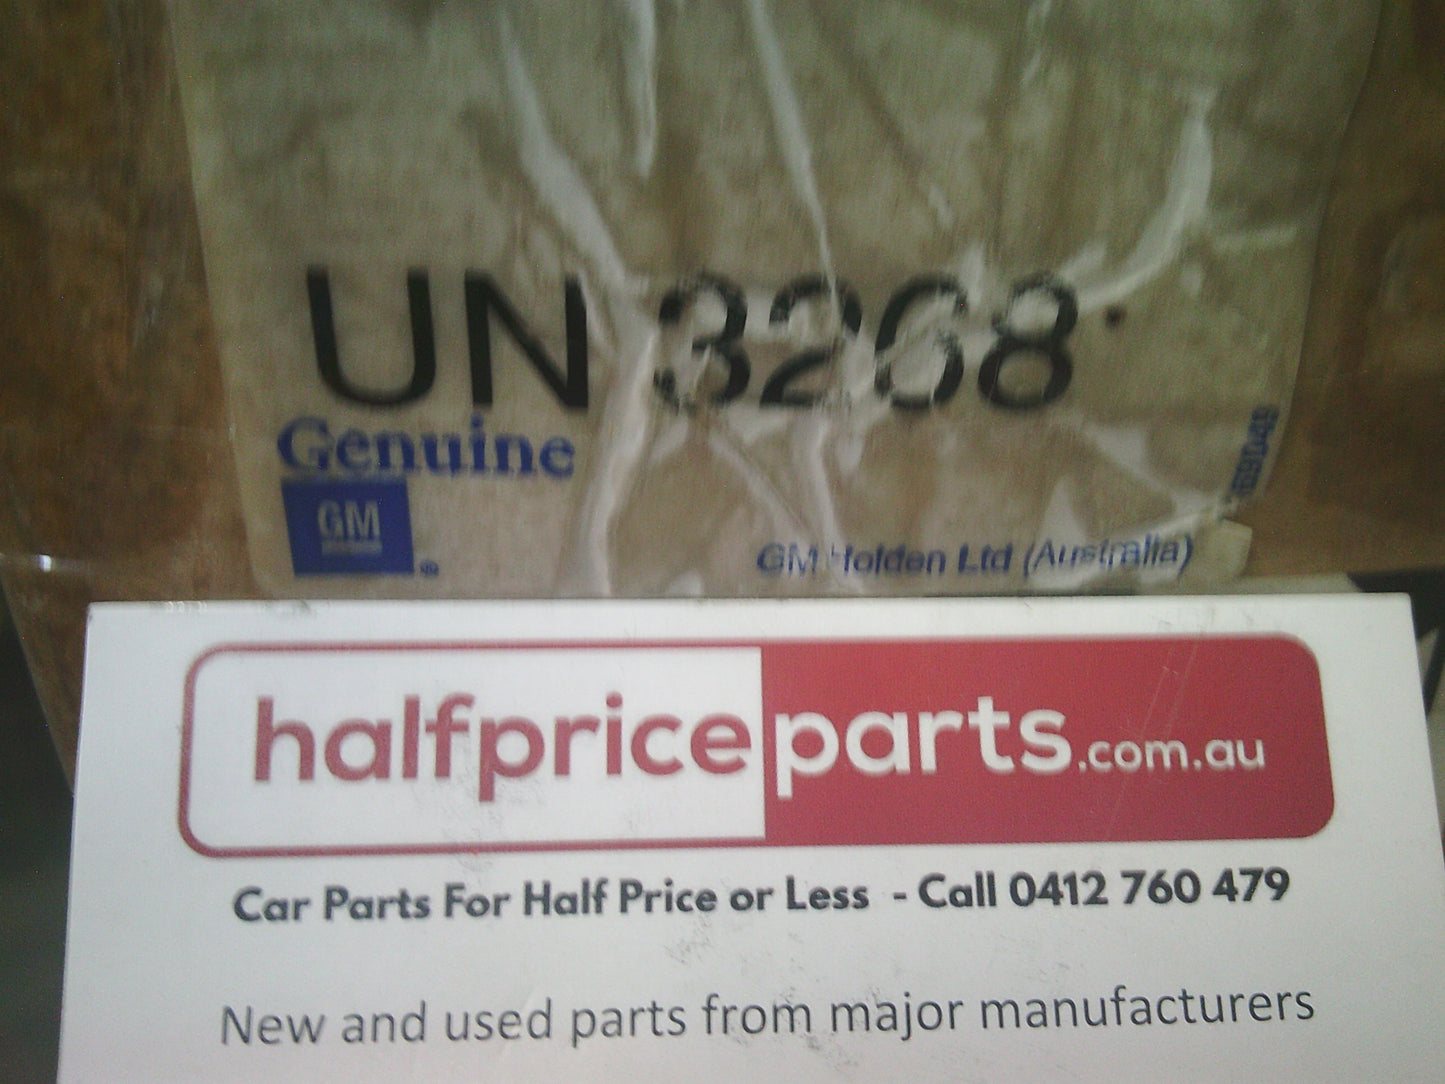 UN 3268
Genuine
GM
®
GM Holden Ltd (Australia)
halfpriceparts.com.au
Car Parts For Half Price or Less - Call 0412 760 479
New and used parts from major manufacturers